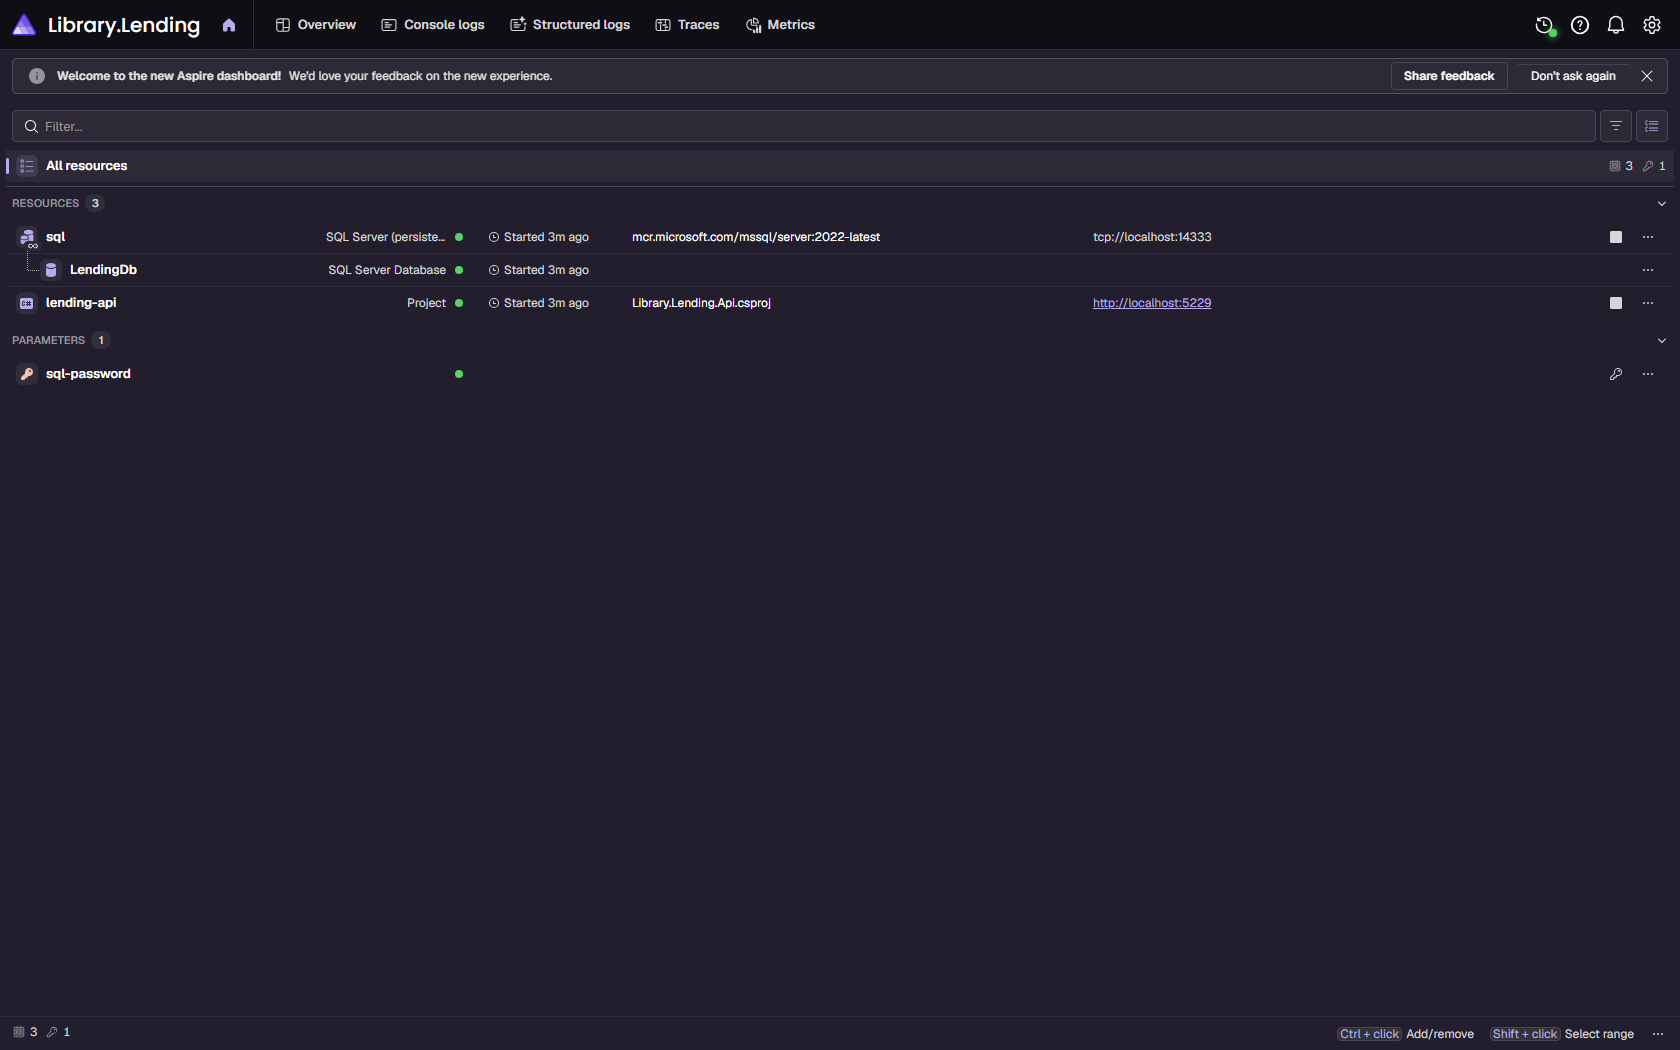 Library.Lending Overview Console logs Structured logs Traces Metrics
Welcome to the new Aspire dashboard! We'd love your feedback on the new experience. Share feedback Don't ask again
Filter...
All resources 3 1
RESOURCES 3
sql SQL Server (persiste... Started 3m ago mcr.microsoft.com/mssql/server:2022-latest tcp://localhost:14333
LendingDb SQL Server Database Started 3m ago
C# lending-api Project Started 3m ago Library.Lending.Api.csproj http://localhost:5229
PARAMETERS 1
sql-password
3 1 Ctrl + click Add/remove Shift + click Select range